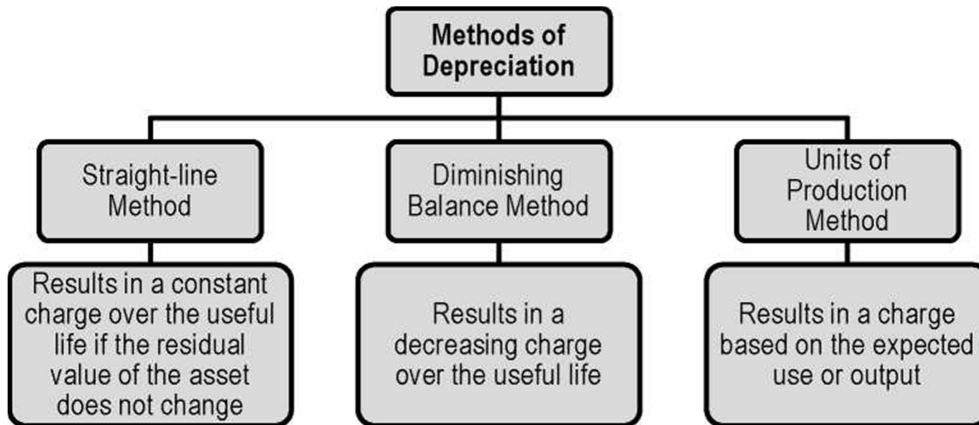 Methods of
Depreciation
Straight-line
Method
Diminishing
Balance Method
Units of
Production
Method
Results in a constant
charge over the useful
life if the residual
value of the asset
does not change
Results in a
decreasing charge
over the useful life
Results in a charge
based on the expected
use or output